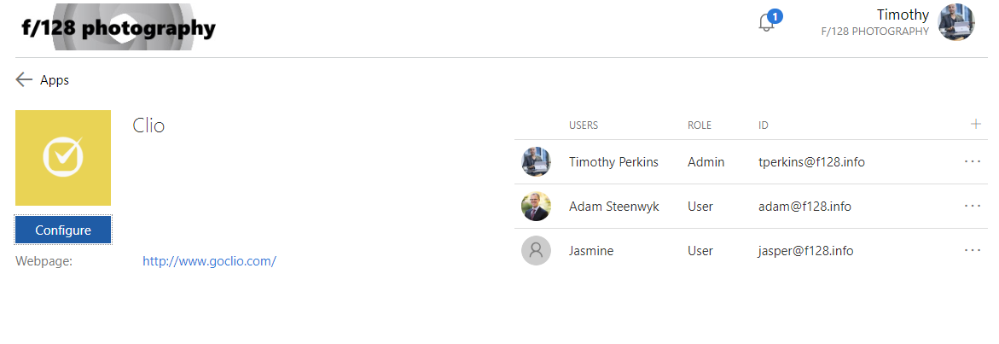 f/128 photography
1
Timothy
F/128 PHOTOGRAPHY
Apps
Clio
Configure
Webpage: http://www.goclio.com/
USERS ROLE ID
Timothy Perkins Admin tperkins@f128.info
Adam Steenwyk User adam@f128.info
Jasmine User jasper@f128.info